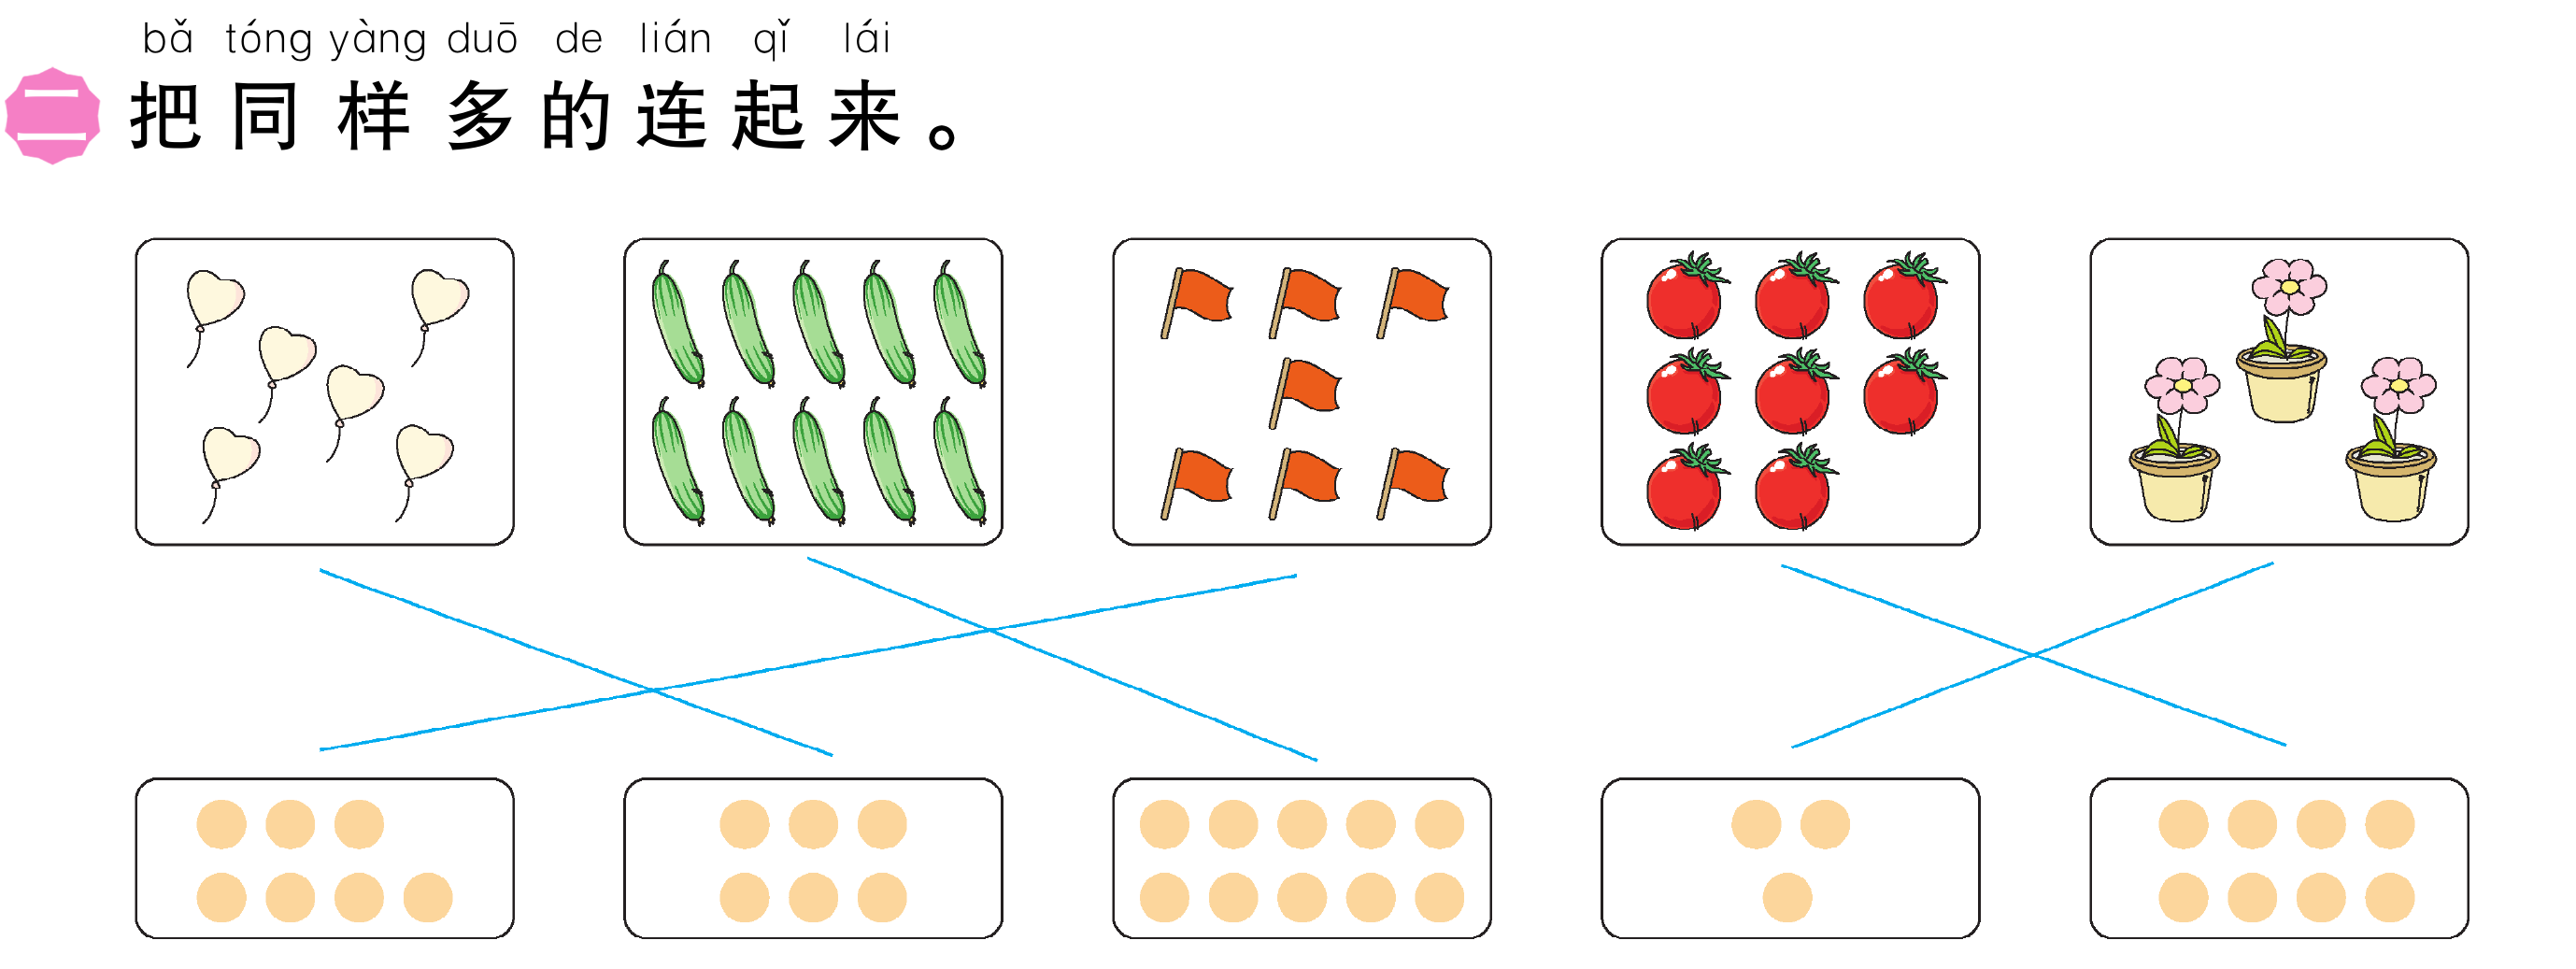 bǎ tóng yàng duō de lián qǐ lái
二 把同样多的连起来。